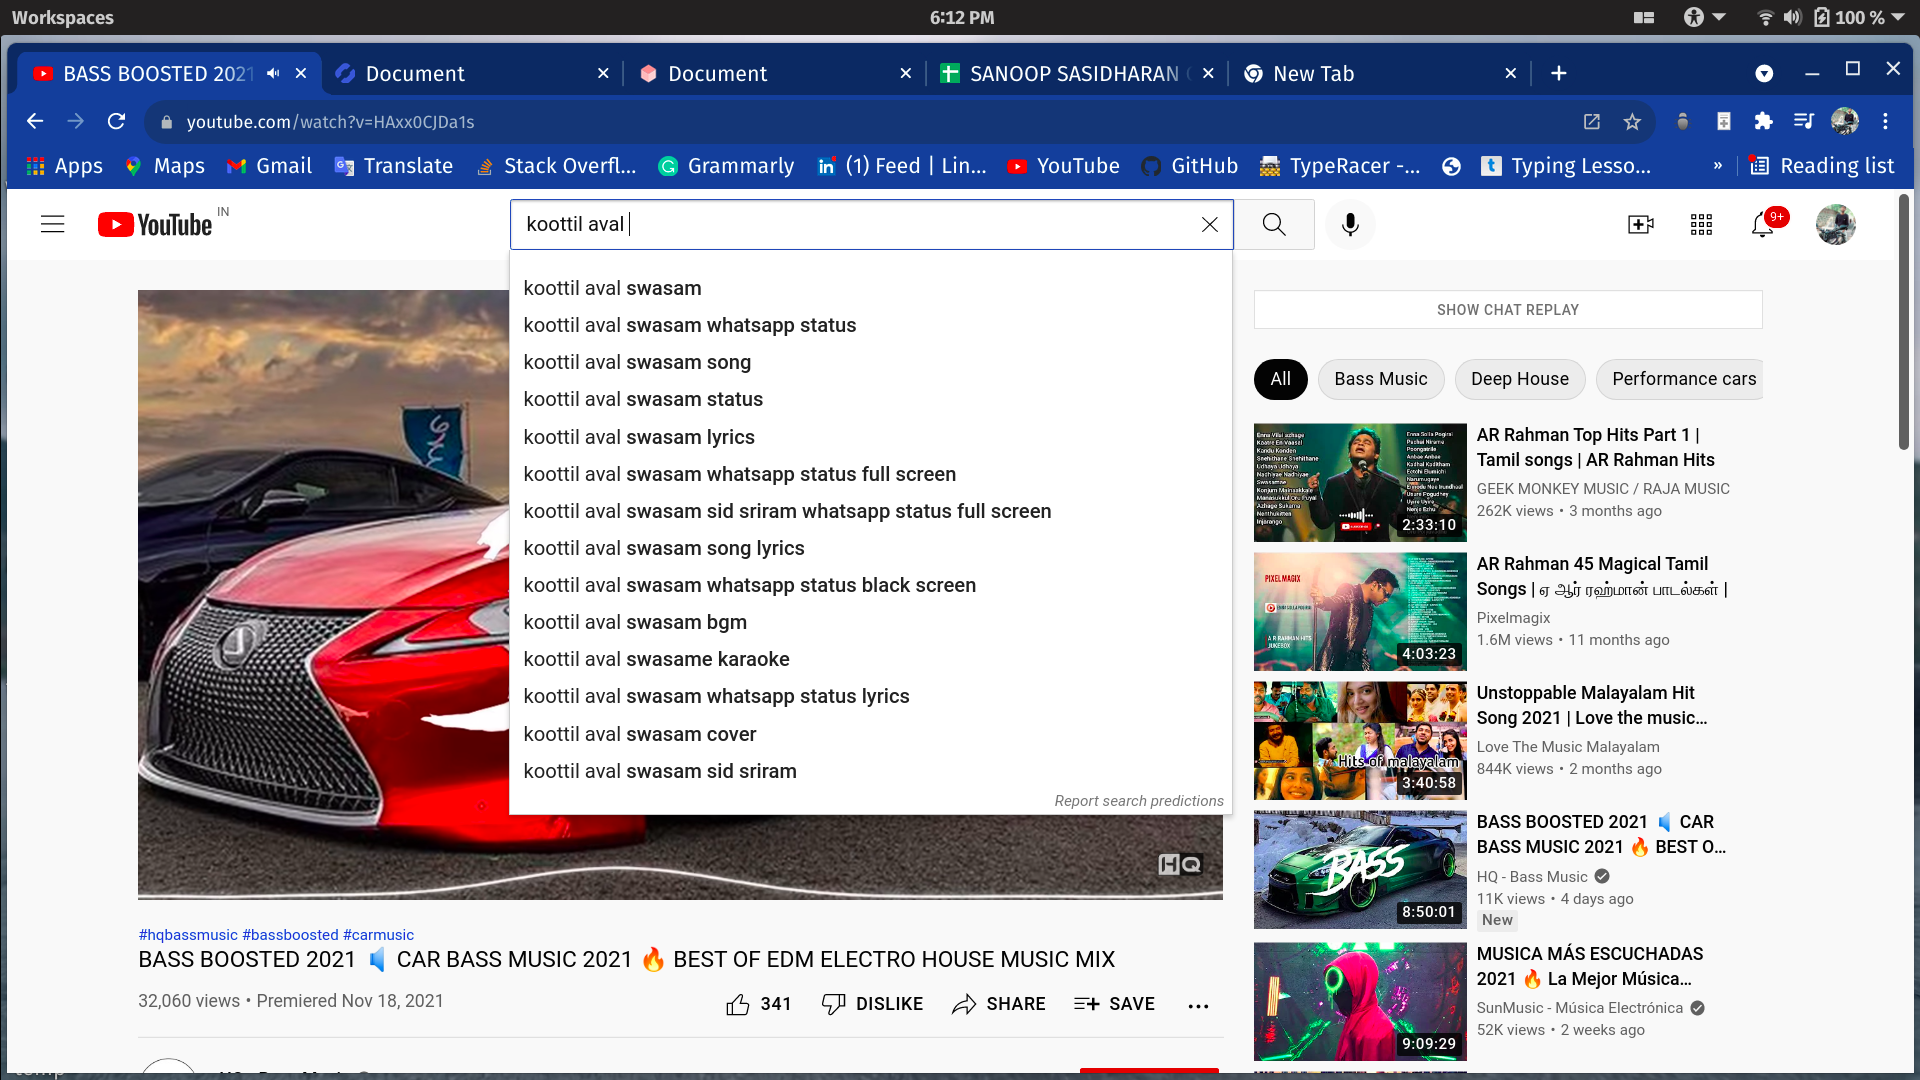 Workspaces
6:12 PM
100 %
BASS BOOSTED 2021
Document
Document
SANOOP SASIDHARAN
New Tab
youtube.com/watch?v=HAxx0CJDa1s
Apps
Maps
Gmail
Translate
Stack Overfl...
Grammarly
(1) Feed | Lin...
YouTube
GitHub
TypeRacer -...
Typing Lesso...
»
Reading list
YouTube IN
koottil aval
9+
koottil aval swasam
koottil aval swasam whatsapp status
koottil aval swasam song
koottil aval swasam status
koottil aval swasam lyrics
koottil aval swasam whatsapp status full screen
koottil aval swasam sid sriram whatsapp status full screen
koottil aval swasam song lyrics
koottil aval swasam whatsapp status black screen
koottil aval swasam bgm
koottil aval swasame karaoke
koottil aval swasam whatsapp status lyrics
koottil aval swasam cover
koottil aval swasam sid sriram
Report search predictions
HQ
#hqbassmusic #bassboosted #carmusic
BASS BOOSTED 2021 🔈 CAR BASS MUSIC 2021 🔥 BEST OF EDM ELECTRO HOUSE MUSIC MIX
32,060 views • Premiered Nov 18, 2021
341
DISLIKE
SHARE
SAVE
SHOW CHAT REPLAY
All
Bass Music
Deep House
Performance cars
2:33:10
AR Rahman Top Hits Part 1 |
Tamil songs | AR Rahman Hits
GEEK MONKEY MUSIC / RAJA MUSIC
262K views • 3 months ago
PIXELMAGIX
A R RAHMAN HITS
JUKEBOX
4:03:23
AR Rahman 45 Magical Tamil
Songs | ஏ ஆர் ரஹ்மான் பாடல்கள் |
Pixelmagix
1.6M views • 11 months ago
Hits of malayalam
3:40:58
Unstoppable Malayalam Hit
Song 2021 | Love the music...
Love The Music Malayalam
844K views • 2 months ago
BASS
8:50:01
BASS BOOSTED 2021 🔈 CAR
BASS MUSIC 2021 🔥 BEST O...
HQ - Bass Music
11K views • 4 days ago
New
9:09:29
MUSICA MÁS ESCUCHADAS
2021 🔥 La Mejor Música...
SunMusic - Música Electrónica
52K views • 2 weeks ago